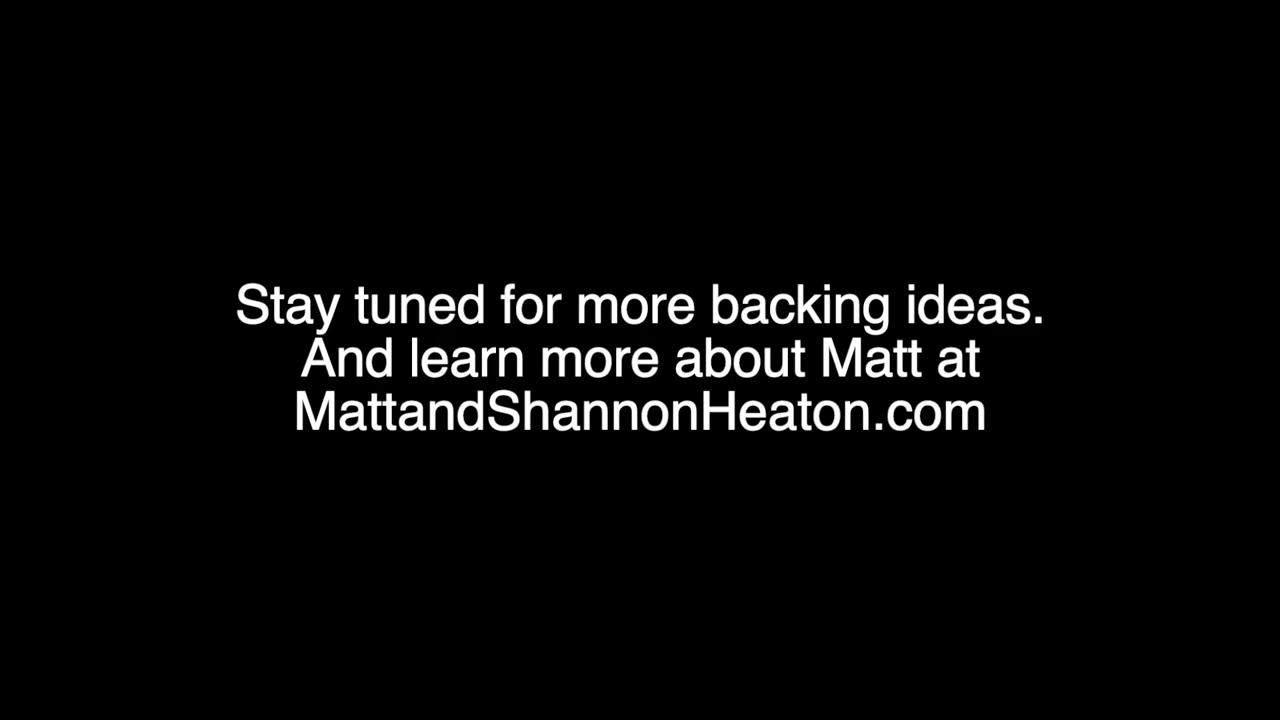 Stay tuned for more backing ideas.
And learn more about Matt at
MattandShannonHeaton.com